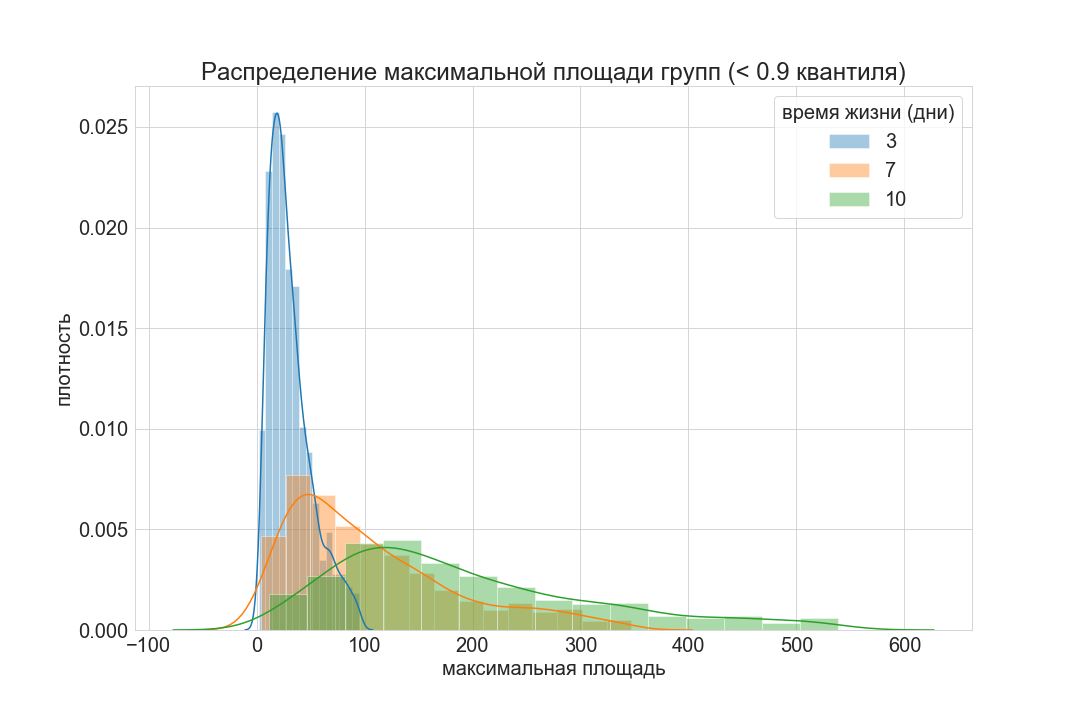 Распределение максимальной площади групп (< 0.9 квантиля)
время жизни (дни)
3
7
10
0.025
0.020
0.015
0.010
0.005
0.000
плотность
−100 0 100 200 300 400 500 600
максимальная площадь